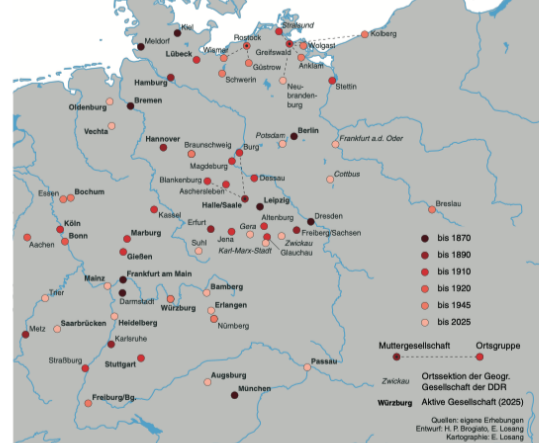 Kiel
Stralsund
Meldorf
Rostock
Kolberg
Wismar
Greifswald
Wolgast
Lübeck
Güstrow
Anklam
Schwerin
Hamburg
Neu-
branden-
burg
Stettin
Oldenburg
Bremen
Vechta
Potsdam
Berlin
Frankfurt a.d. Oder
Hannover
Braunschweig
Burg
Magdeburg
Cottbus
Blankenburg
Dessau
Aschersleben
Essen
Bochum
Halle/Saale
Leipzig
Breslau
Kassel
Altenburg
Dresden
Köln
Erfurt
Gera
Freiberg/Sachsen
Bonn
Marburg
Jena
Zwickau
Aachen
Suhl
Karl-Marx-Stadt
Glauchau
Gießen
Frankfurt am Main
Mainz
Bamberg
Trier
Darmstadt
Würzburg
Erlangen
Saarbrücken
Heidelberg
Nürnberg
Metz
Karlsruhe
Straßburg
Stuttgart
Passau
Augsburg
München
Freiburg/Bg.
bis 1870
bis 1890
bis 1910
bis 1920
bis 1945
bis 2025
Muttergesellschaft
Ortsgruppe
Zwickau
Ortssektion der Geogr.
Gesellschaft der DDR
Würzburg
Aktive Gesellschaft (2025)
Quellen: eigene Erhebungen
Entwurf: H. P. Brogiato, E. Losang
Kartographie: E. Losang